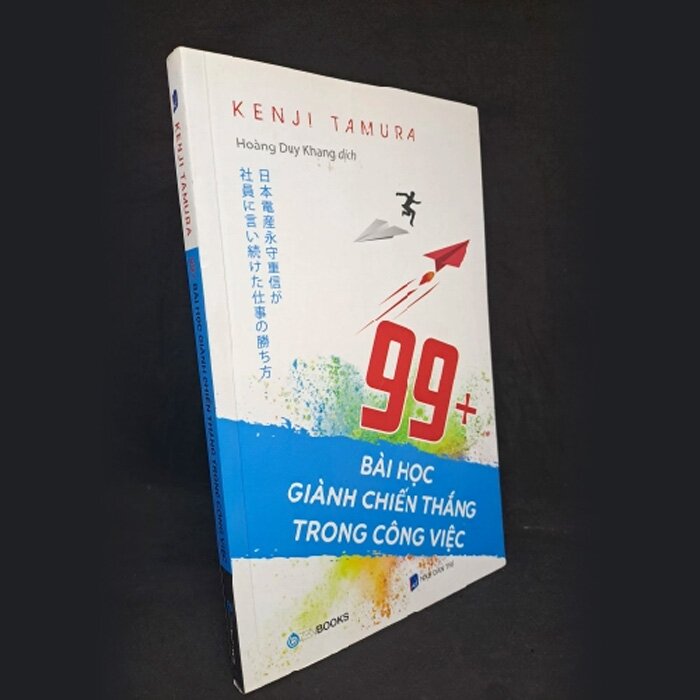 KENJI TAMURA
Hoàng Duy Khang dịch
日本電産永守重信が
社員に言い続けた仕事の勝ち方
99+
BÀI HỌC
GIÀNH CHIẾN THẮNG
TRONG CÔNG VIỆC
BOOKS
KENJI TAMURA
99+ BÀI HỌC GIÀNH CHIẾN THẮNG TRONG CÔNG VIỆC